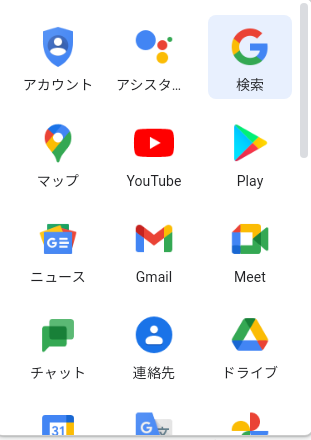 アカウント
アシスタ...
検索
マップ
YouTube
Play
ニュース
Gmail
Meet
チャット
連絡先
ドライブ
31
G 文